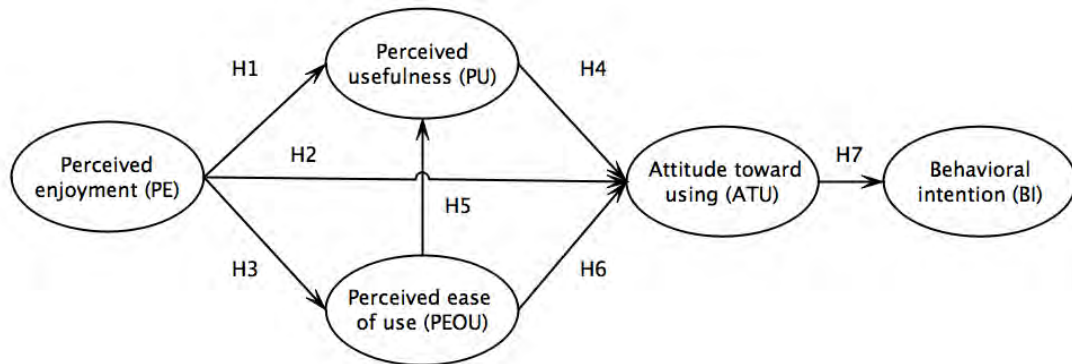 Perceived
usefulness (PU)
H1
H4
Perceived
enjoyment (PE)
H2
Attitude toward
using (ATU)
H7
Behavioral
intention (BI)
H5
H3
H6
Perceived ease
of use (PEOU)